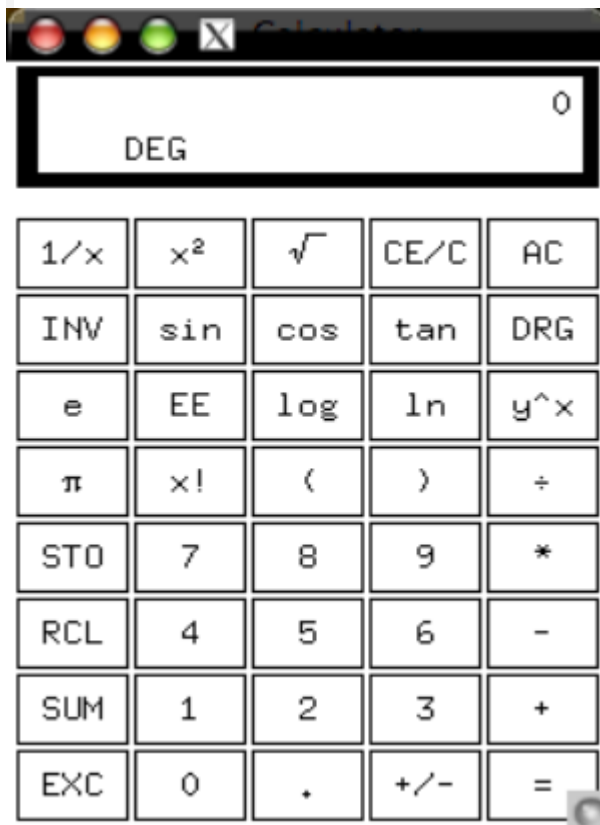 X Calculator
0
DEG
1/x x² √ CE/C AC
INV sin cos tan DRG
e EE log ln y^x
π x! ( ) ÷
STO 7 8 9 *
RCL 4 5 6 -
SUM 1 2 3 +
EXC 0 . +/- =